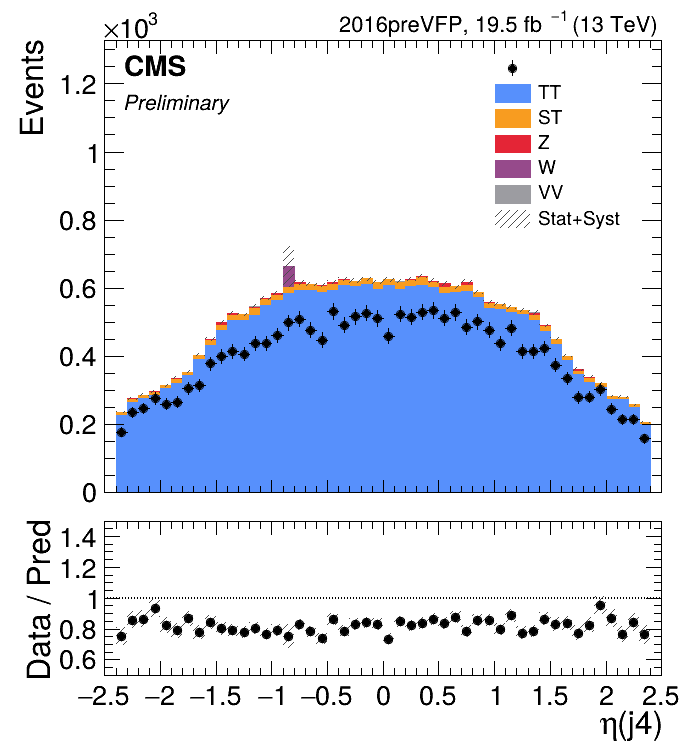 ×10³ 2016preVFP, 19.5 fb ⁻¹ (13 TeV)
CMS
Preliminary
Events
TT
ST
Z
W
VV
Stat+Syst
1.2
1
0.8
0.6
0.4
0.2
0
Data / Pred
1.4
1.2
1
0.8
0.6
−2.5 −2 −1.5 −1 −0.5 0 0.5 1 1.5 2 2.5
η(j4)